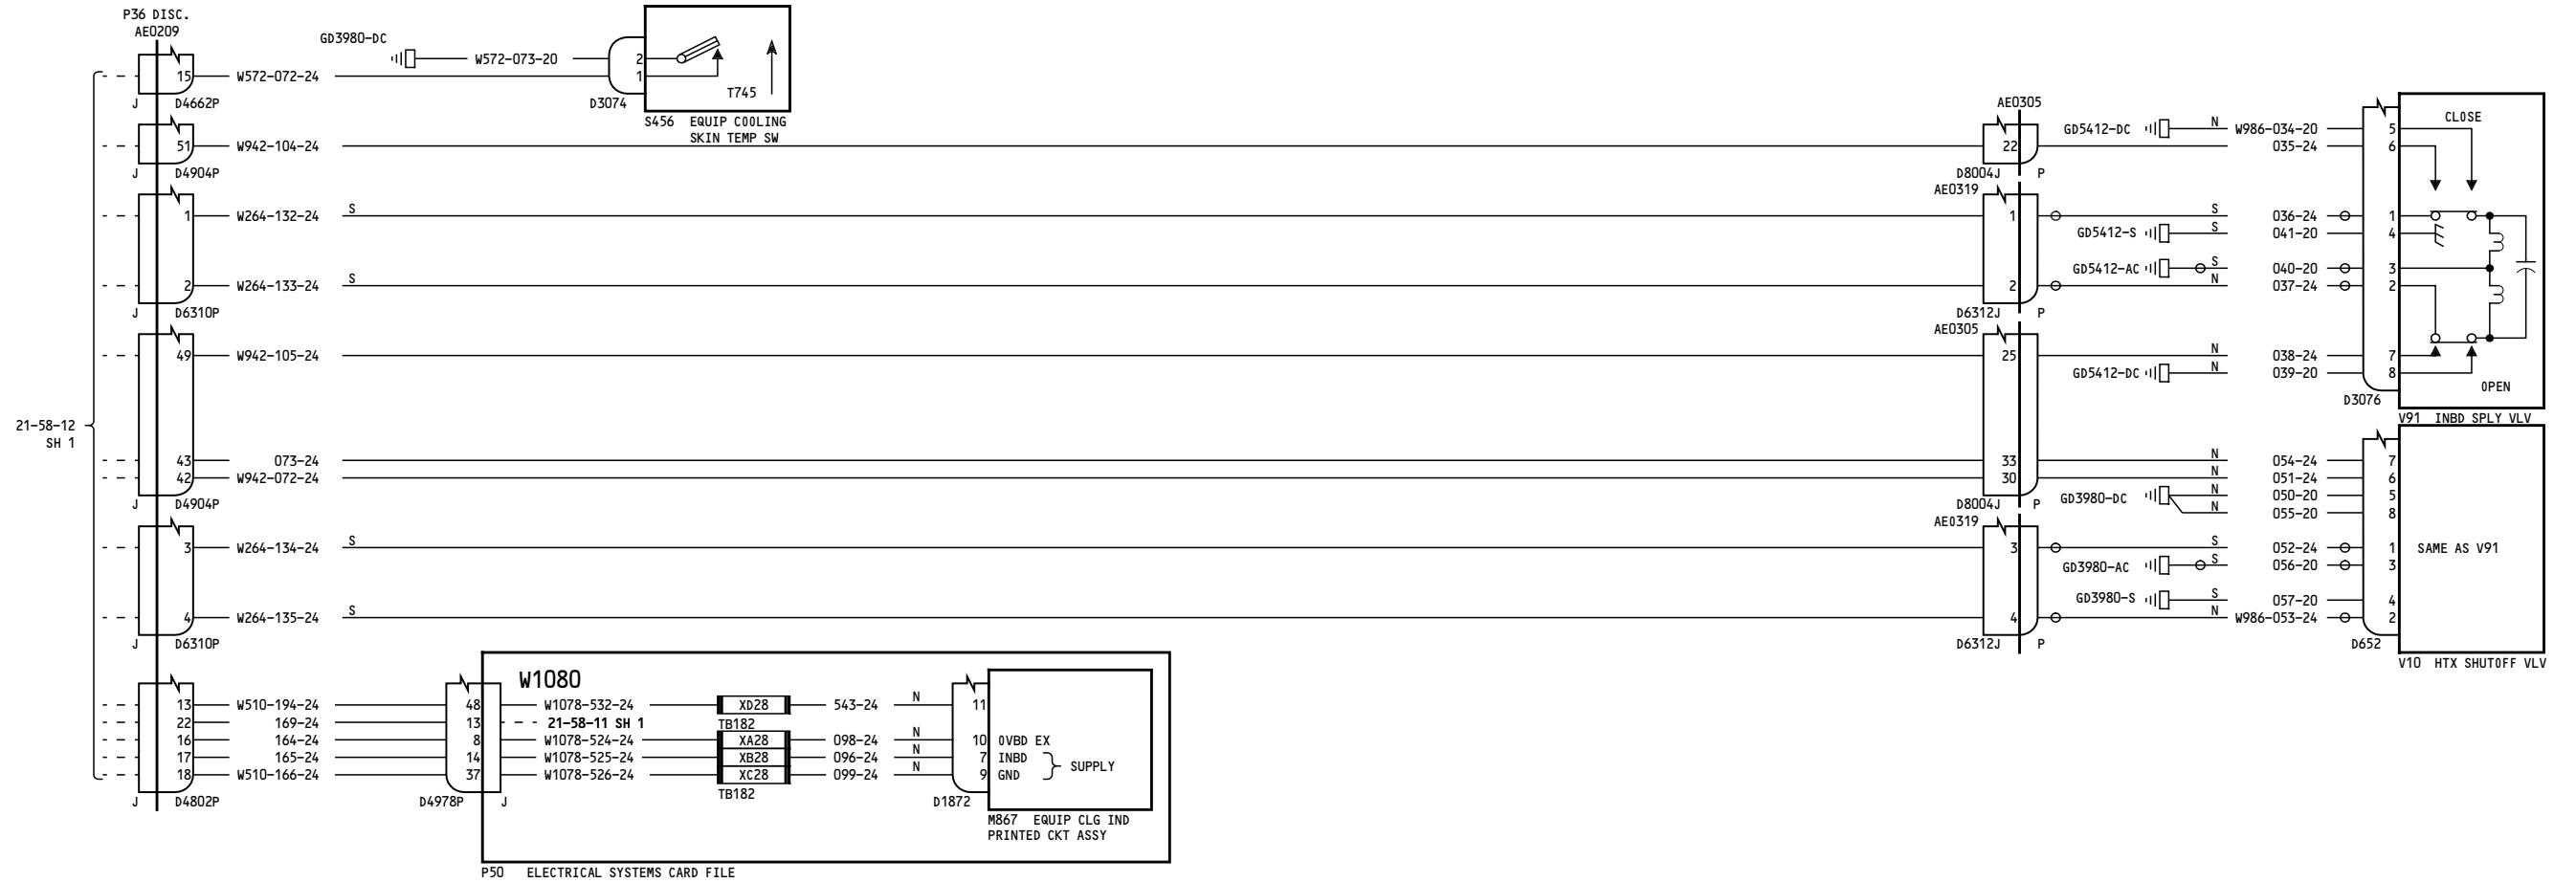 P36 DISC.
AE0209
15 W572-072-24
J D4662P
GD3980-DC W572-073-20
2
1
D3074
T745
S456 EQUIP COOLING
SKIN TEMP SW
51 W942-104-24
J D4904P
1 W264-132-24 S
2 W264-133-24 S
J D6310P
49 W942-105-24
21-58-12
SH 1
43 073-24
42 W942-072-24
J D4904P
3 W264-134-24 S
4 W264-135-24 S
J D6310P
13 W510-194-24 48
22 169-24 13
16 164-24 8
17 165-24 14
18 W510-166-24 37
J D4802P
D4978P J
W1080
W1078-532-24 XD28 543-24 N 11
21-58-11 SH 1
TB182
W1078-524-24 XA28 098-24 N 10 OVBD EX
W1078-525-24 XB28 096-24 N 7 INBD
W1078-526-24 XC28 099-24 N 9 GND
SUPPLY
TB182
D1872
M867 EQUIP CLG IND
PRINTED CKT ASSY
P50 ELECTRICAL SYSTEMS CARD FILE
AE0305
22
D8004J P
AE0319
1
2
D6312J P
AE0305
25
33
30
D8004J P
AE0319
3
4
D6312J P
GD5412-DC N W986-034-20 5
035-24 6
S 036-24 1
GD5412-S S 041-20 4
GD5412-AC S 040-20 3
N 037-24 2
N 038-24 7
GD5412-DC N 039-20 8
CLOSE
OPEN
D3076
V91 INBD SPLY VLV
N 054-24 7
N 051-24 6
GD3980-DC N 050-20 5
N 055-20 8
S 052-24 1
GD3980-AC S 056-20 3
GD3980-S S 057-20 4
N W986-053-24 2
SAME AS V91
D652
V10 HTX SHUTOFF VLV